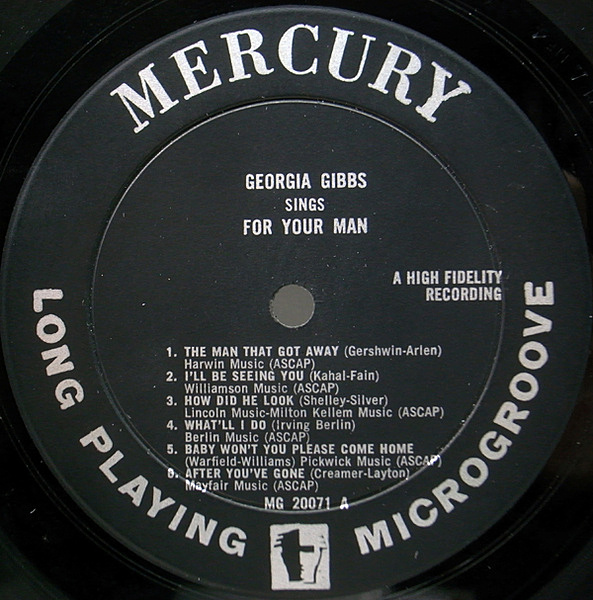 MERCURY
GEORGIA GIBBS
SINGS
FOR YOUR MAN
A HIGH FIDELITY
RECORDING
1. THE MAN THAT GOT AWAY (Gershwin-Arlen)
Harwin Music (ASCAP)
2. I'LL BE SEEING YOU (Kahal-Fain)
Williamson Music (ASCAP)
3. HOW DID HE LOOK (Shelley-Silver)
Lincoln Music-Milton Kellem Music (ASCAP)
4. WHAT'LL I DO (Irving Berlin)
Berlin Music (ASCAP)
5. BABY WON'T YOU PLEASE COME HOME
(Warfield-Williams) Pickwick Music (ASCAP)
6. AFTER YOU'VE GONE (Creamer-Layton)
Mayfair Music (ASCAP)
MG 20071 A
LONG PLAYING MICROGROOVE